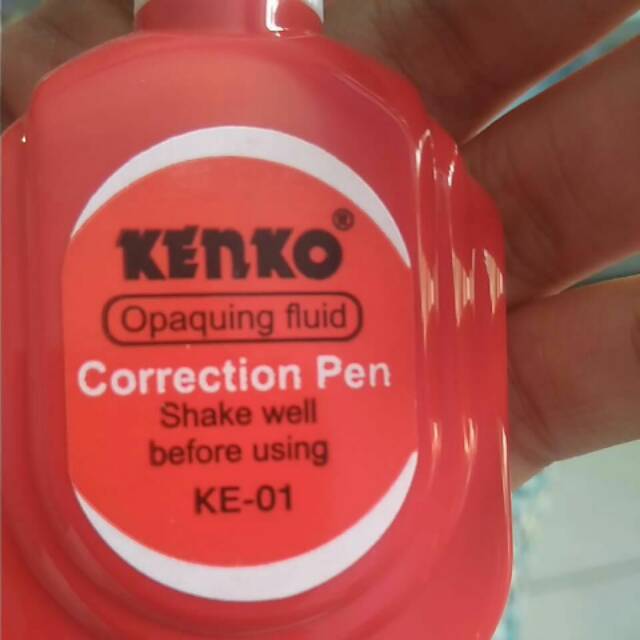 KENKO®
Opaquing fluid
Correction Pen
Shake well
before using
KE-01